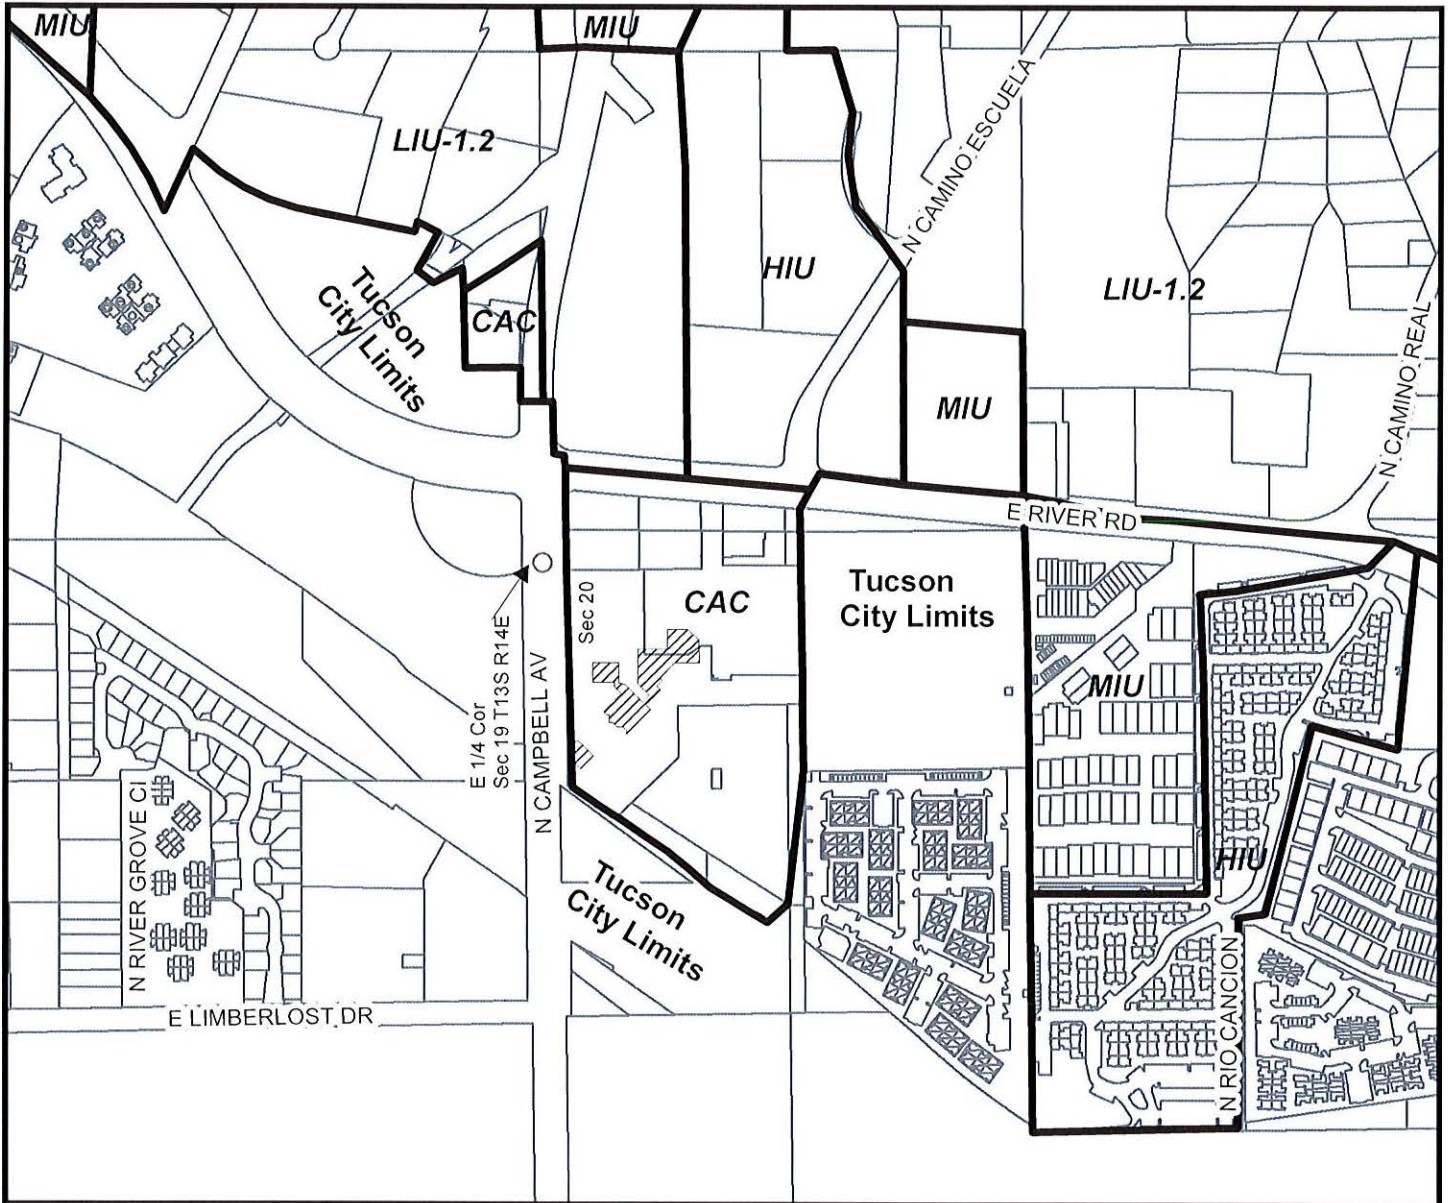 MIU
MIU
LIU-1.2
N CAMINO ESCUELA
HIU
LIU-1.2
Tucson
City Limits
CAC
N CAMINO REAL
MIU
E RIVER RD
Tucson
City Limits
CAC
Sec 20
E 1/4 Cor
Sec 19 T13S R14E
N CAMPBELL AV
MIU
HIU
N RIVER GROVE CI
Tucson
City Limits
N RIO CANCION
E LIMBERLOST DR